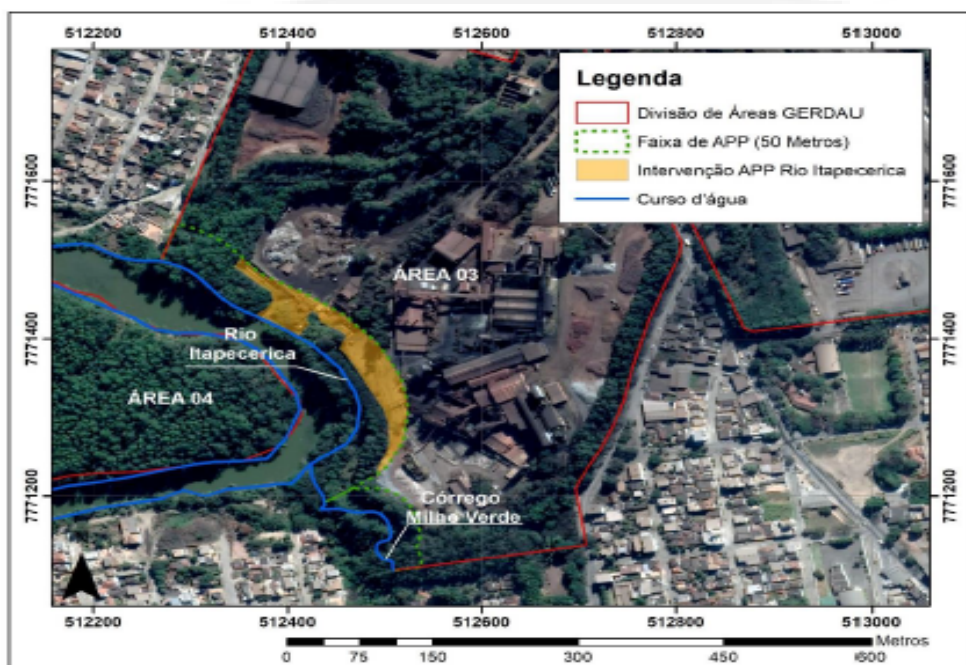 512200 512400 512600 512800 513000
Legenda
Divisão de Áreas GERDAU
Faixa de APP (50 Metros)
Intervenção APP Rio Itapecerica
Curso d'água
7771600 7771600
ÁREA 03
Rio
Itapecerica
7771400 7771400
ÁREA 04
7771200 7771200
Córrego
Milho Verde
512200 512400 512600 512800 513000
Metros
0 75 150 300 450 600